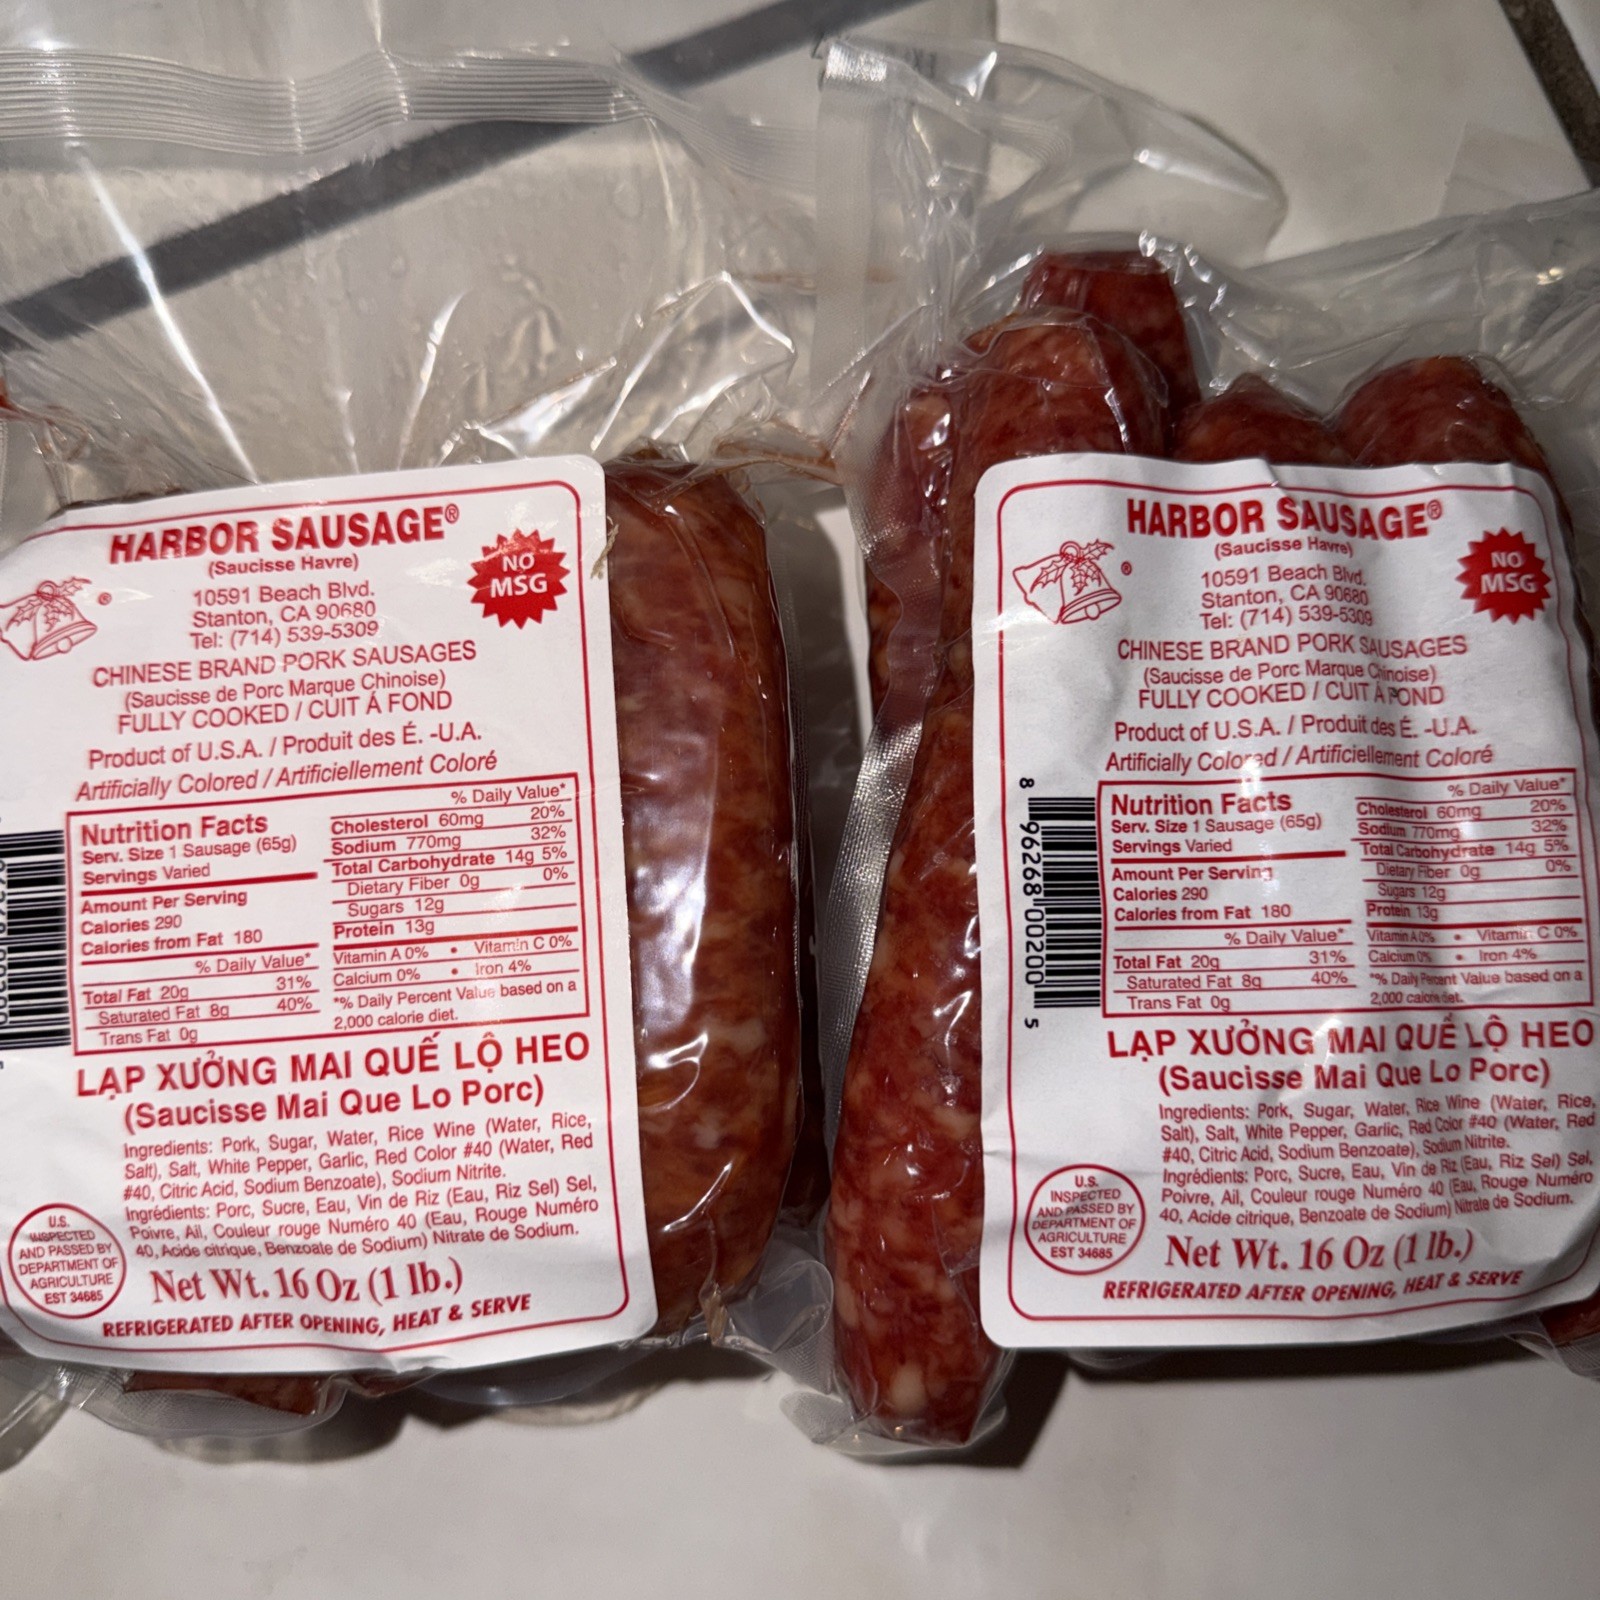 HARBOR SAUSAGE®
(Saucisse Havre)
10591 Beach Blvd.
Stanton, CA 90680
Tel: (714) 539-5309
NO
MSG
®
CHINESE BRAND PORK SAUSAGES
(Saucisse de Porc Marque Chinoise)
FULLY COOKED / CUIT Á FOND
Product of U.S.A. / Produit des É. -U.A.
Artificially Colored / Artificiellement Coloré
Nutrition Facts
Serv. Size 1 Sausage (65g)
Servings Varied
Amount Per Serving
Calories 290
Calories from Fat 180
% Daily Value*
Total Fat 20g 31%
Saturated Fat 8g 40%
Trans Fat 0g
% Daily Value*
Cholesterol 60mg 20%
Sodium 770mg 32%
Total Carbohydrate 14g 5%
Dietary Fiber 0g 0%
Sugars 12g
Protein 13g
Vitamin A 0% • Vitamin C 0%
Calcium 0% • Iron 4%
*% Daily Percent Value based on a
2,000 calorie diet.
LẠP XƯỞNG MAI QUẾ LỘ HEO
(Saucisse Mai Que Lo Porc)
Ingredients: Pork, Sugar, Water, Rice Wine (Water, Rice,
Salt), Salt, White Pepper, Garlic, Red Color #40 (Water, Red
#40, Citric Acid, Sodium Benzoate), Sodium Nitrite.
Ingrédients: Porc, Sucre, Eau, Vin de Riz (Eau, Riz Sel) Sel,
Poivre, Ail, Couleur rouge Numéro 40 (Eau, Rouge Numéro
40, Acide citrique, Benzoate de Sodium) Nitrate de Sodium.
U.S.
INSPECTED
AND PASSED BY
DEPARTMENT OF
AGRICULTURE
EST 34685
Net Wt. 16 Oz (1 lb.)
REFRIGERATED AFTER OPENING, HEAT & SERVE
HARBOR SAUSAGE®
(Saucisse Havre)
10591 Beach Blvd.
Stanton, CA 90680
Tel: (714) 539-5309
NO
MSG
®
CHINESE BRAND PORK SAUSAGES
(Saucisse de Porc Marque Chinoise)
FULLY COOKED / CUIT Á FOND
Product of U.S.A. / Produit des É. -U.A.
Artificially Colored / Artificiellement Coloré
8 96268 00200 5
Nutrition Facts
Serv. Size 1 Sausage (65g)
Servings Varied
Amount Per Serving
Calories 290
Calories from Fat 180
% Daily Value*
Total Fat 20g 31%
Saturated Fat 8g 40%
Trans Fat 0g
% Daily Value*
Cholesterol 60mg 20%
Sodium 770mg 32%
Total Carbohydrate 14g 5%
Dietary Fiber 0g 0%
Sugars 12g
Protein 13g
Vitamin A 0% • Vitamin C 0%
Calcium 0% • Iron 4%
*% Daily Percent Value based on a
2,000 calorie diet.
LẠP XƯỞNG MAI QUẾ LỘ HEO
(Saucisse Mai Que Lo Porc)
Ingredients: Pork, Sugar, Water, Rice Wine (Water, Rice,
Salt), Salt, White Pepper, Garlic, Red Color #40 (Water, Red
#40, Citric Acid, Sodium Benzoate), Sodium Nitrite.
Ingrédients: Porc, Sucre, Eau, Vin de Riz (Eau, Riz Sel) Sel,
Poivre, Ail, Couleur rouge Numéro 40 (Eau, Rouge Numéro
40, Acide citrique, Benzoate de Sodium) Nitrate de Sodium.
U.S.
INSPECTED
AND PASSED BY
DEPARTMENT OF
AGRICULTURE
EST 34685
Net Wt. 16 Oz (1 lb.)
REFRIGERATED AFTER OPENING, HEAT & SERVE